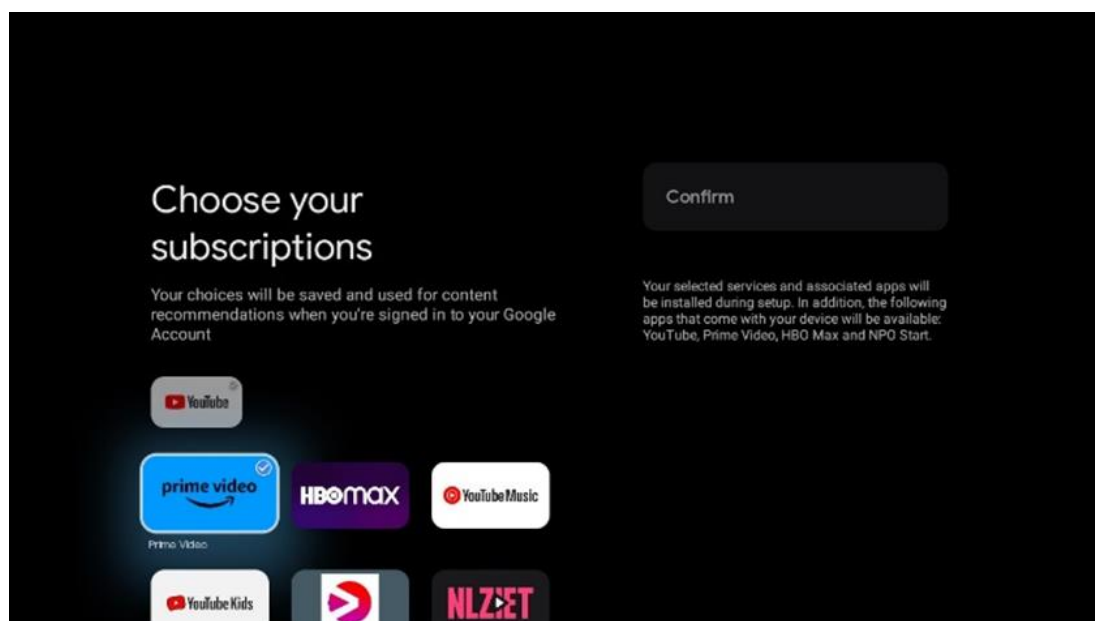 Choose your
subscriptions
Your choices will be saved and used for content
recommendations when you're signed in to your Google
Account
YouTube
prime video
HBOmax
YouTube Music
Prime Video
YouTube Kids
NLZIET
Confirm
Your selected services and associated apps will
be installed during setup. In addition, the following
apps that come with your device will be available:
YouTube, Prime Video, HBO Max and NPO Start.